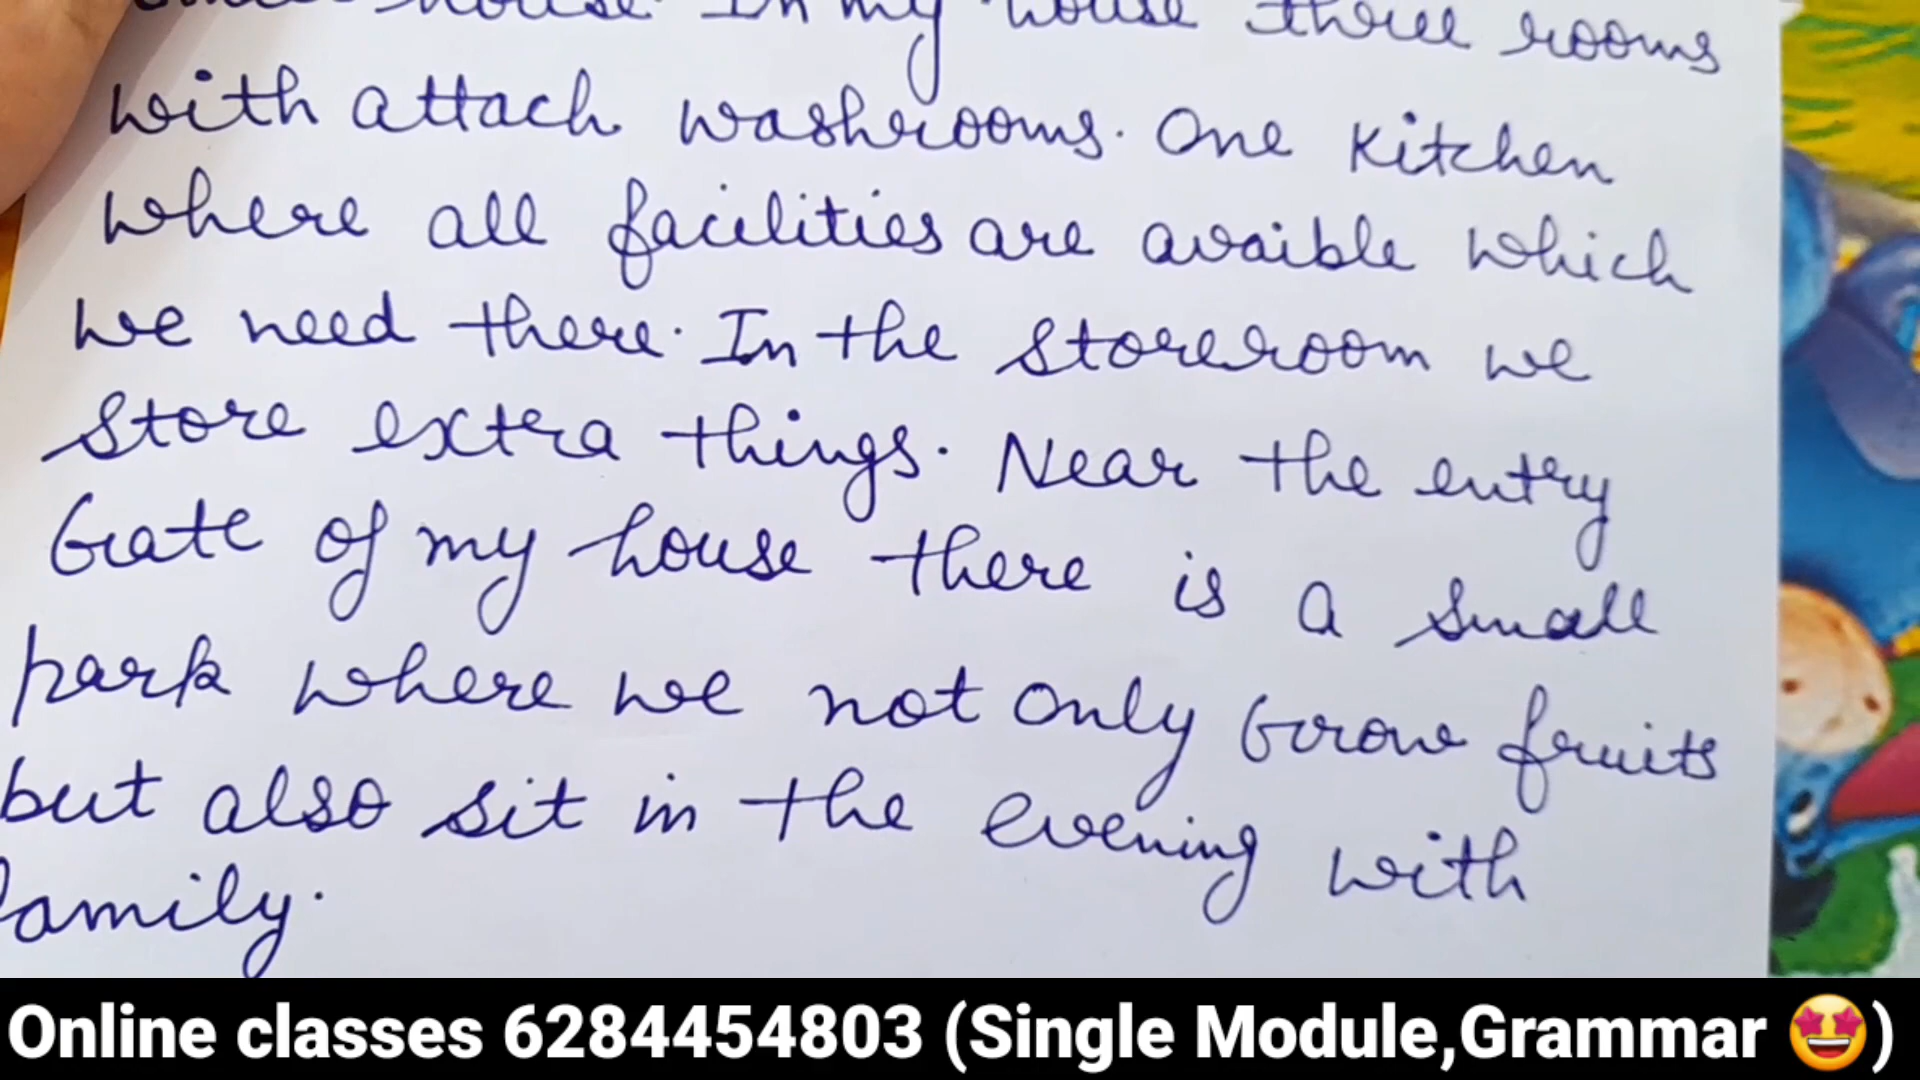 house. In my house three rooms
with attach washrooms. One Kitchen
where all facilities are avaible which
we need there. In the storeroom we
store extra things. Near the entry
Gate of my house there is a small
park where we not only Grow fruits
but also sit in the evening with
family.
Online classes 6284454803 (Single Module,Grammar 🤩)